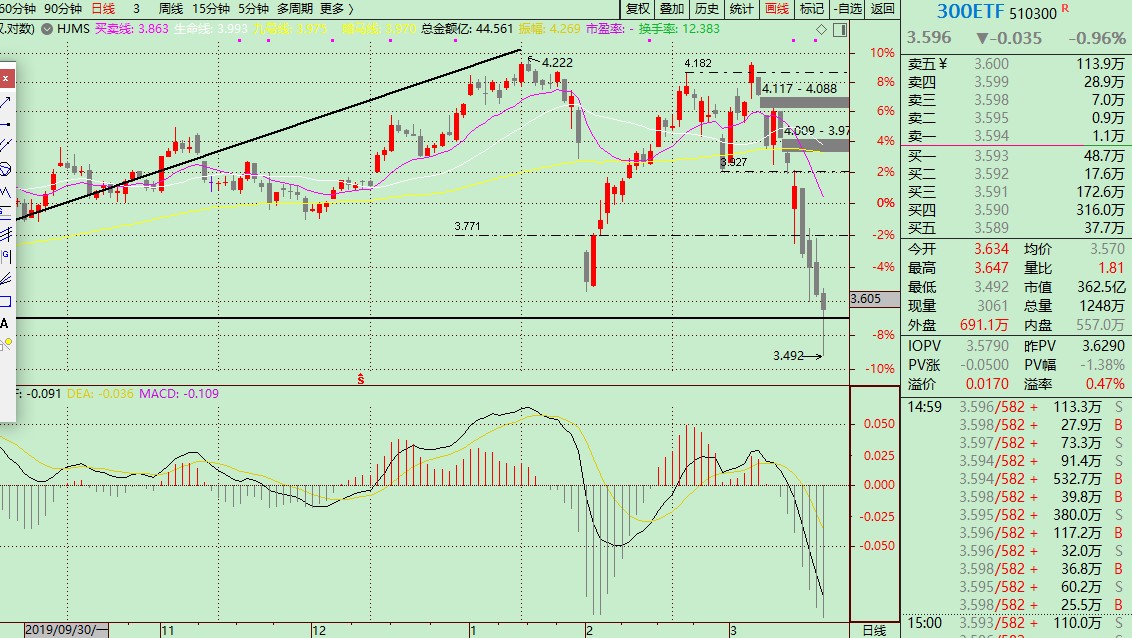 60分钟 90分钟 日线 3 周线 15分钟 5分钟 多周期 更多 〉 复权 叠加 历史 统计 画线 标记 -自选 返回
对数) HJMS 买卖线: 3.863 生命线: 3.993 3.975 3.970 总金额亿: 44.561 振幅: 4.269 市盈率: - 换手率: 12.383
4.222
4.182
4.117 - 4.088
4.009 - 3.97
3.927
3.771
3.605
3.492
10%
8%
6%
4%
2%
0%
-2%
-4%
-8%
-10%
G
A
S
-0.091 DEA: -0.036 MACD: -0.109
0.050
0.025
0.000
-0.025
-0.050
2019/09/30/一 11 12 1 2 3 日线
300ETF 510300 R
3.596 ▼-0.035 -0.96%
卖五¥ 3.600 113.9万
卖四 3.599 28.9万
卖三 3.598 7.0万
卖二 3.595 0.9万
卖一 3.594 1.1万
买一 3.593 48.7万
买二 3.592 17.6万
买三 3.591 172.6万
买四 3.590 316.0万
买五 3.589 37.7万
今开 3.634 均价 3.570
最高 3.647 量比 1.81
最低 3.492 市值 362.5亿
现量 3061 总量 1248万
外盘 691.1万 内盘 557.0万
IOPV 3.5790 昨PV 3.6290
PV涨 -0.0500 PV幅 -1.38%
溢价 0.0170 溢率 0.47%
14:59 3.596/582 + 113.3万 S
3.598/582 + 27.9万 B
3.597/582 + 73.3万 S
3.594/582 + 91.4万 S
3.594/582 + 532.7万 B
3.598/582 + 39.8万 B
3.595/582 + 380.0万 S
3.596/582 + 117.2万 B
3.596/582 + 32.0万 S
3.598/582 + 36.8万 B
3.595/582 + 60.2万 S
3.598/582 + 25.5万 B
15:00 3.593/582 + 110.0万 S